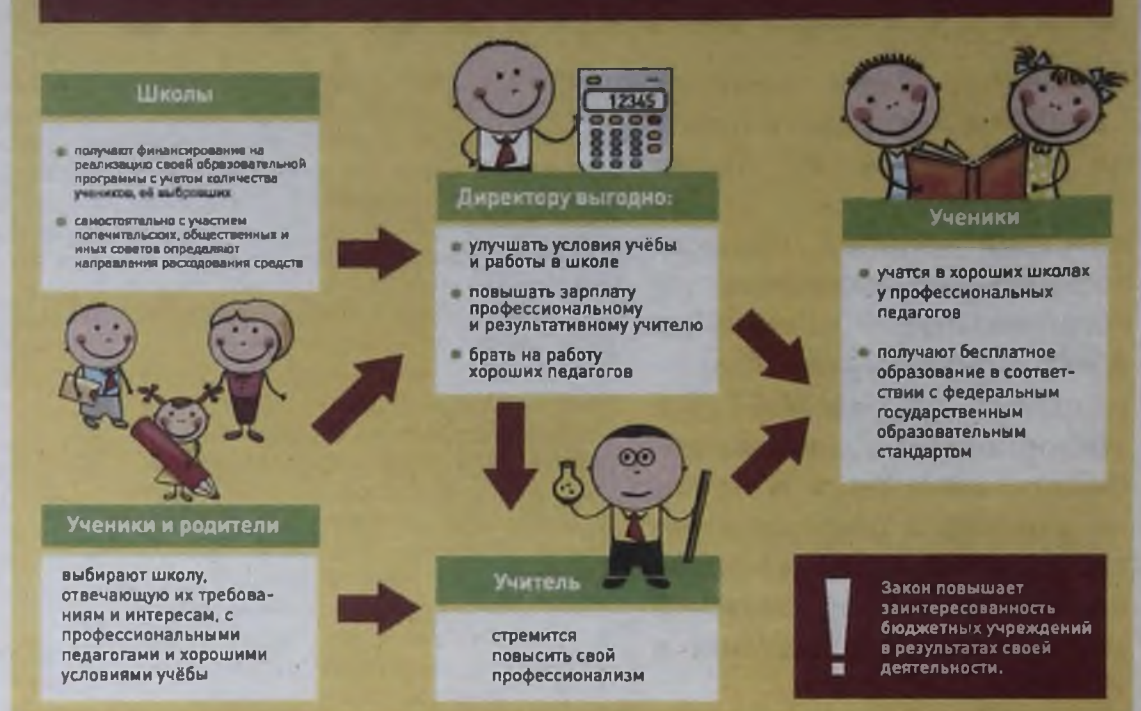 Школы
получают финансирование на
реализацию своей образовательной
программы с учетом количества
учеников, её выбравших
самостоятельно с участием
попечительских, общественных и
иных советов определяют
направления расходования средств
12345
Директору выгодно:
улучшать условия учёбы
и работы в школе
повышать зарплату
профессиональному
и результативному учителю
брать на работу
хороших педагогов
Ученики
учатся в хороших школах
у профессиональных
педагогов
получают бесплатное
образование в соответ-
ствии с федеральным
государственным
образовательным
стандартом
Ученики и родители
выбирают школу,
отвечающую их требова-
ниям и интересам, с
профессиональными
педагогами и хорошими
условиями учёбы
Учитель
стремится
повысить свой
профессионализм
!
Закон повышает
заинтересованность
бюджетных учреждений
в результатах своей
деятельности.